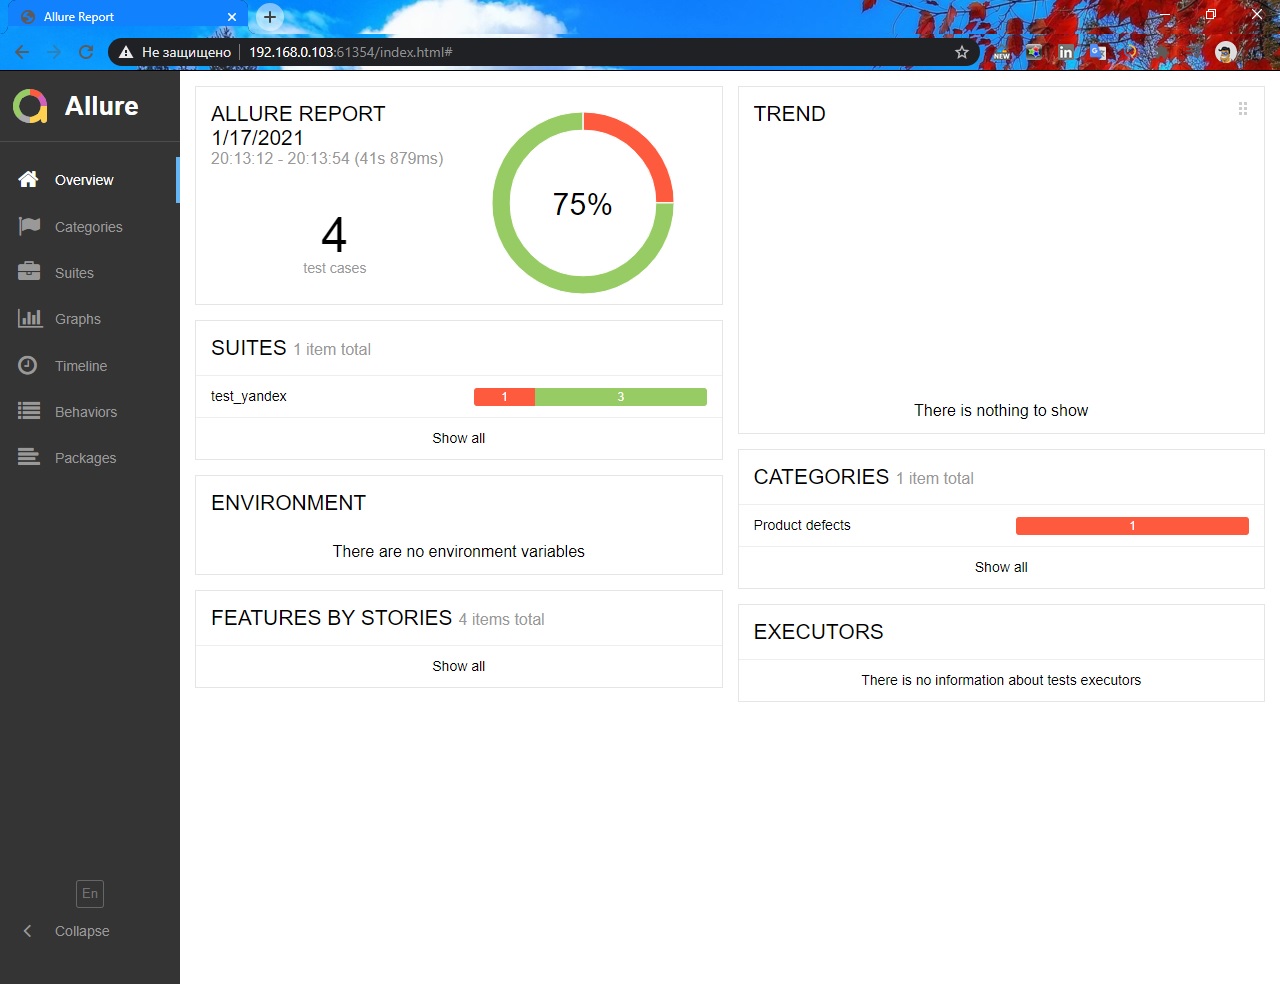 Allure Report
Не защищено
192.168.0.103:61354/index.html#
NEW
in
Allure
Overview
Categories
Suites
Graphs
Timeline
Behaviors
Packages
En
Collapse
ALLURE REPORT
1/17/2021
20:13:12 - 20:13:54 (41s 879ms)
4
test cases
75%
SUITES 1 item total
test_yandex
1
3
Show all
ENVIRONMENT
There are no environment variables
FEATURES BY STORIES 4 items total
Show all
TREND
There is nothing to show
CATEGORIES 1 item total
Product defects
1
Show all
EXECUTORS
There is no information about tests executors